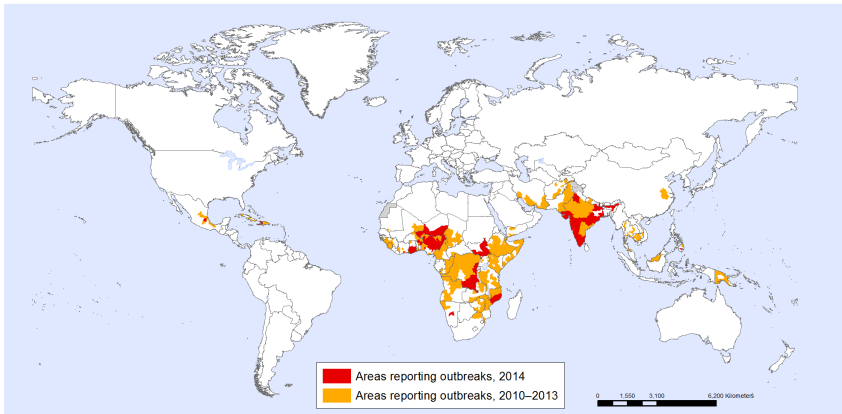 Areas reporting outbreaks, 2014
Areas reporting outbreaks, 2010–2013
0 1,550 3,100 6,200 Kilometers